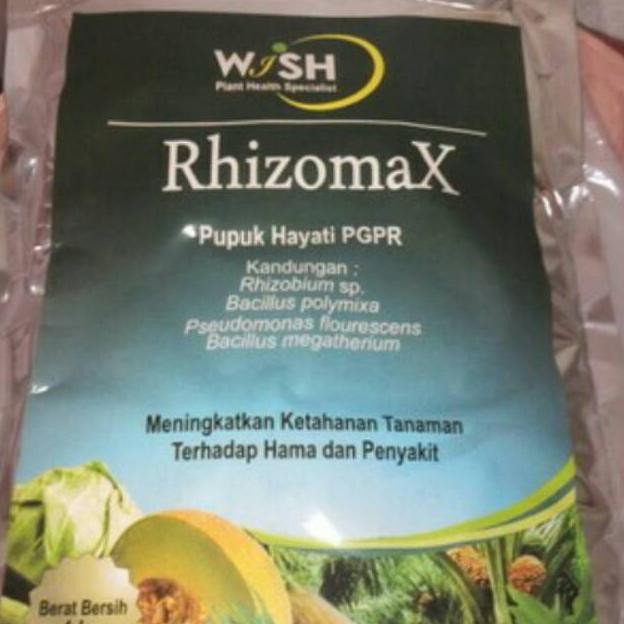 WiSH
Plant Health Specialist
RhizomaX
Pupuk Hayati PGPR
Kandungan :
Rhizobium sp.
Bacillus polymixa
Pseudomonas flourescens
Bacillus megatherium
Meningkatkan Ketahanan Tanaman
Terhadap Hama dan Penyakit
Berat Bersih